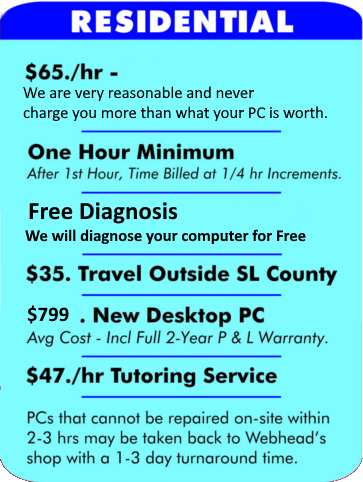 RESIDENTIAL
$65./hr -
We are very reasonable and never
charge you more than what your PC is worth.
One Hour Minimum
After 1st Hour, Time Billed at 1/4 hr Increments.
Free Diagnosis
We will diagnose your computer for Free
$35. Travel Outside SL County
$799 . New Desktop PC
Avg Cost - Incl Full 2-Year P & L Warranty.
$47./hr Tutoring Service
PCs that cannot be repaired on-site within
2-3 hrs may be taken back to Webhead's
shop with a 1-3 day turnaround time.